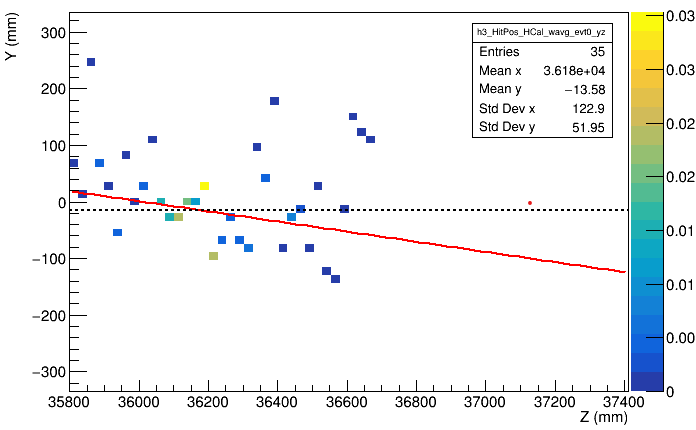 h3_HitPos_HCal_wavg_evt0_yz
Entries 35
Mean x 3.618e+04
Mean y −13.58
Std Dev x 122.9
Std Dev y 51.95
Y (mm)
300
200
100
0
−100
−200
−300
35800 36000 36200 36400 36600 36800 37000 37200 37400
Z (mm)
0.03
0.03
0.02
0.02
0.01
0.01
0.00
0